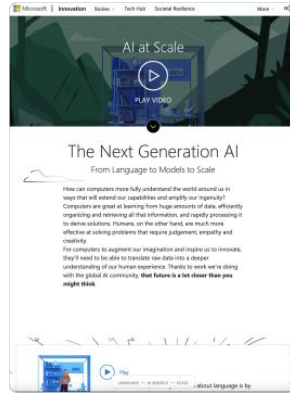 Microsoft | Innovation Stories Tech Hub Societal Resilience More
AI at Scale
PLAY VIDEO
The Next Generation AI
From Language to Models to Scale
How can computers more fully understand the world around us in
ways that will extend our capabilities and amplify our ingenuity?
Computers are great at learning from huge amounts of data, efficiently
organizing and retrieving all that information, and rapidly processing it
to derive solutions. Humans, on the other hand, are much more
effective at solving problems that require judgement, empathy and
creativity.
For computers to augment our imagination and inspire us to innovate,
they'll need to be able to translate raw data into a deeper
understanding of our human experience. Thanks to work we're doing
with the global AI community, that future is a lot closer than you
might think.
Play
LANGUAGE — AI MODELS — SCALE
about language is by